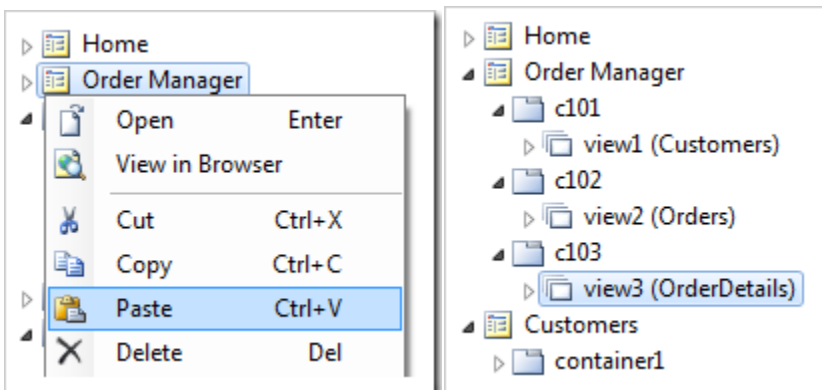 Home
Order Manager
Open Enter
View in Browser
Cut Ctrl+X
Copy Ctrl+C
Paste Ctrl+V
Delete Del
Home
Order Manager
c101
view1 (Customers)
c102
view2 (Orders)
c103
view3 (OrderDetails)
Customers
container1